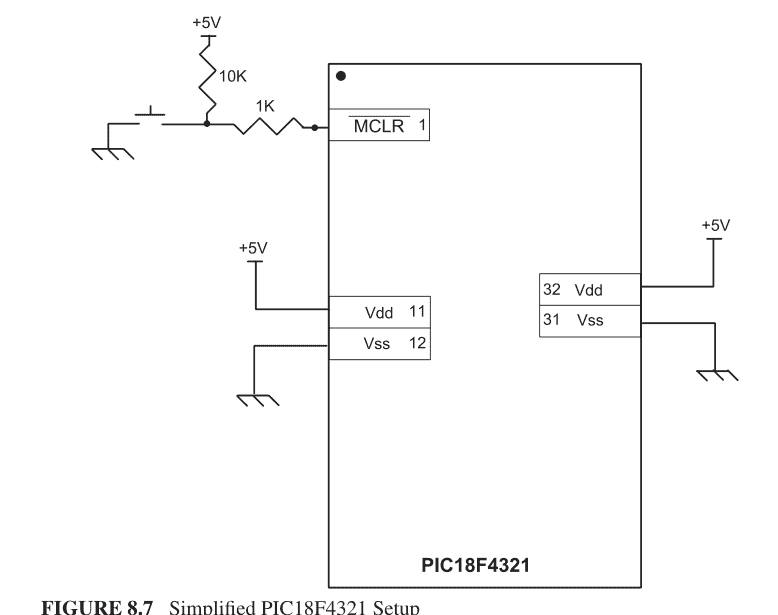 +5V
10K
1K
MCLR 1
+5V
+5V
32 Vdd
Vdd 11
31 Vss
Vss 12
PIC18F4321
FIGURE 8.7 Simplified PIC18F4321 Setup